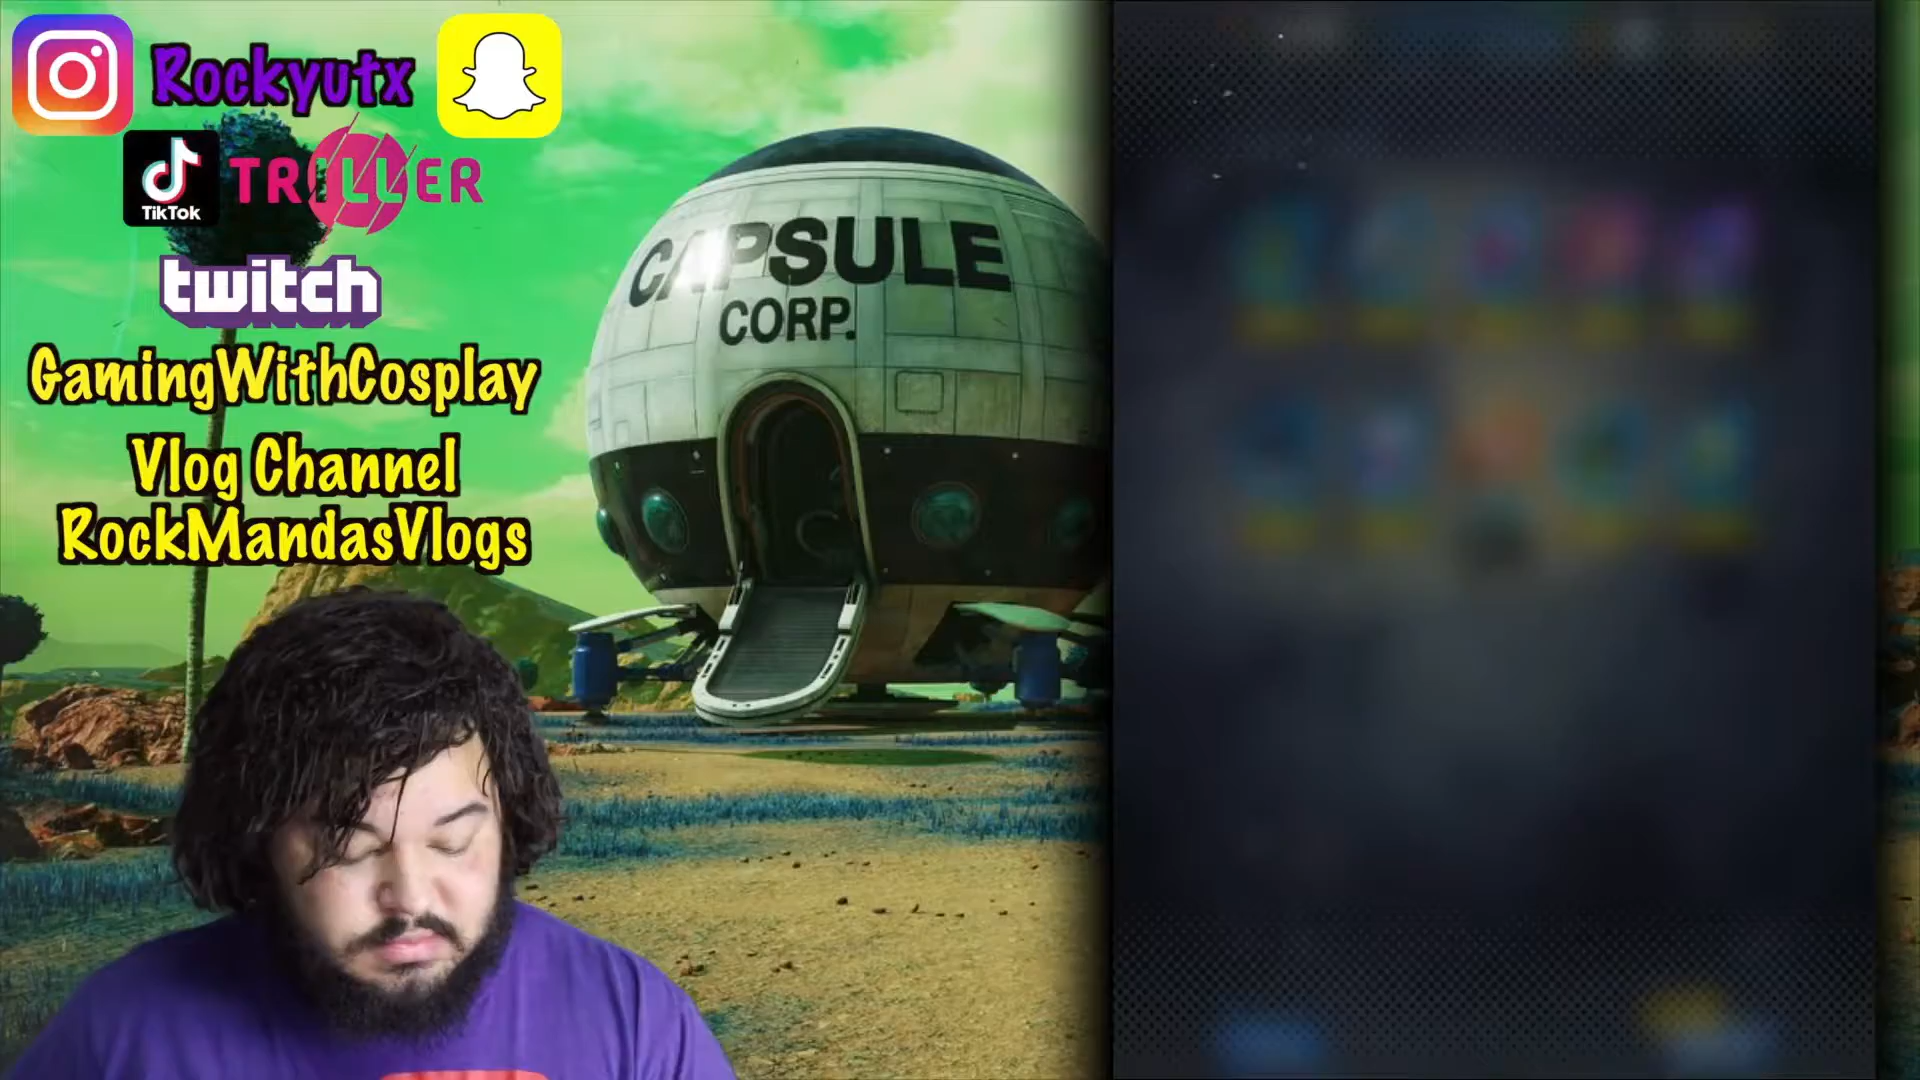 Rockyutx
TikTok
TRILLER
twitch
GamingWithCosplay
Vlog Channel
RockMandasVlogs
CAPSULE
CORP.